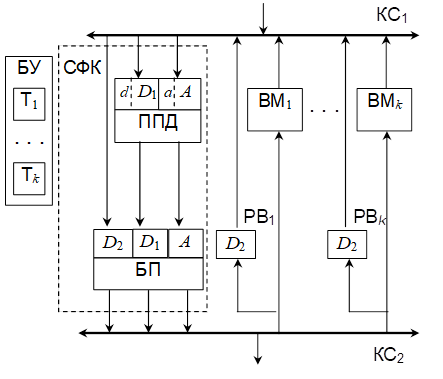 КС1
БУ
Т1
. . .
Тk
СФК
d D1 a A
ППД
D2 D1 A
БП
ВМ1 . . . ВМk
РВ1 РВk
D2 D2
КС2